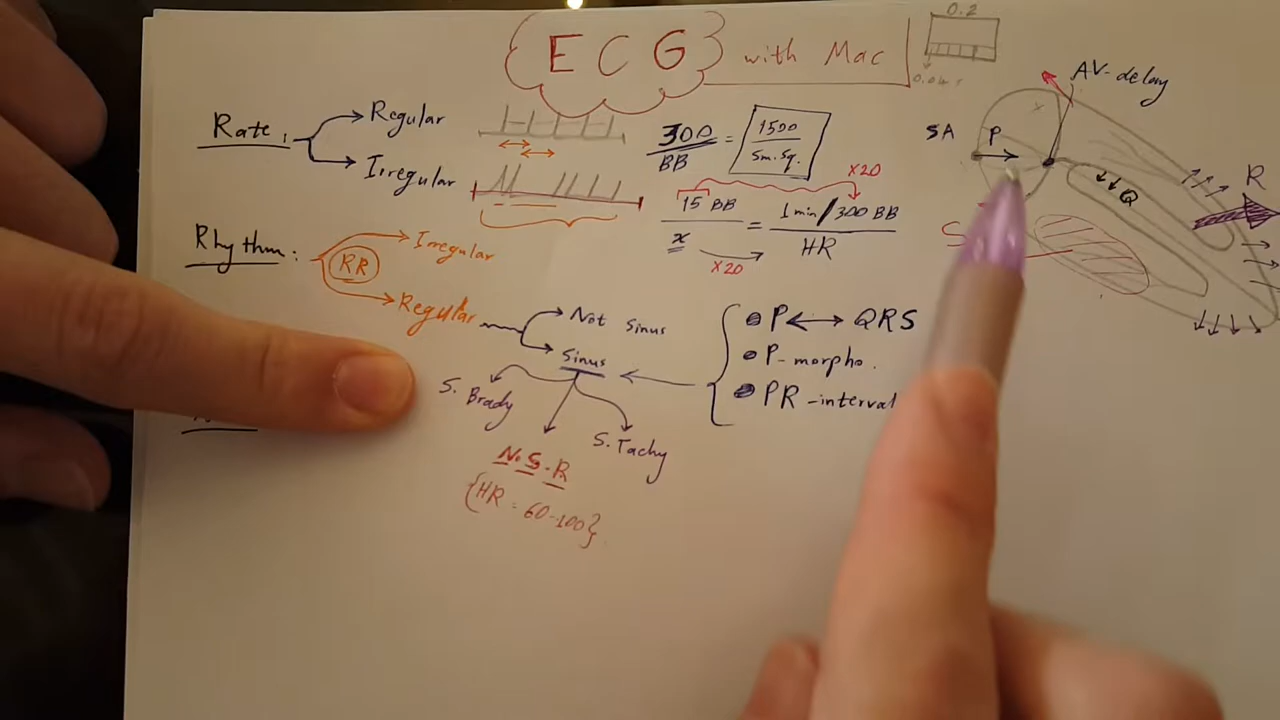 ECG with Mac
0.2
0.04s
Rate:
Regular
Irregular
300 / BB = 1500 / Sm. Sq.
15 BB / x = 1 min / 300 BB / HR
x20
x20
Rhythm:
RR
Irregular
Regular
Not Sinus
Sinus
S. Brady
N.S.R
{HR = 60-100}
S. Tachy
P ↔ QRS
P-morpho.
PR-interval
AV-delay
SA
P
Q
R
S